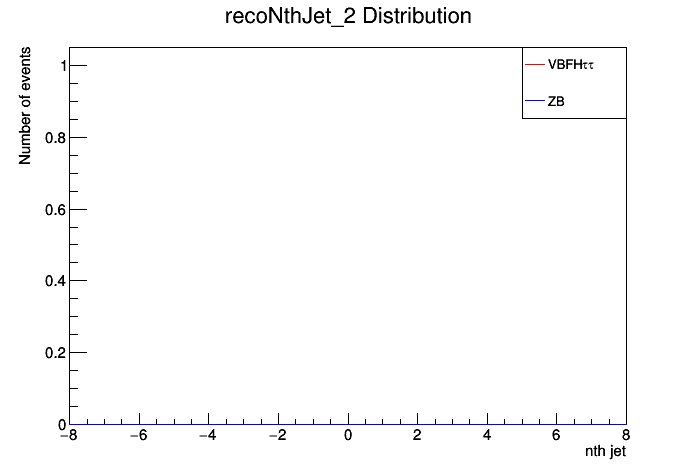 recoNthJet_2 Distribution
Number of events
1
0.8
0.6
0.4
0.2
0
VBFHττ
ZB
−8 −6 −4 −2 0 2 4 6 8
nth jet